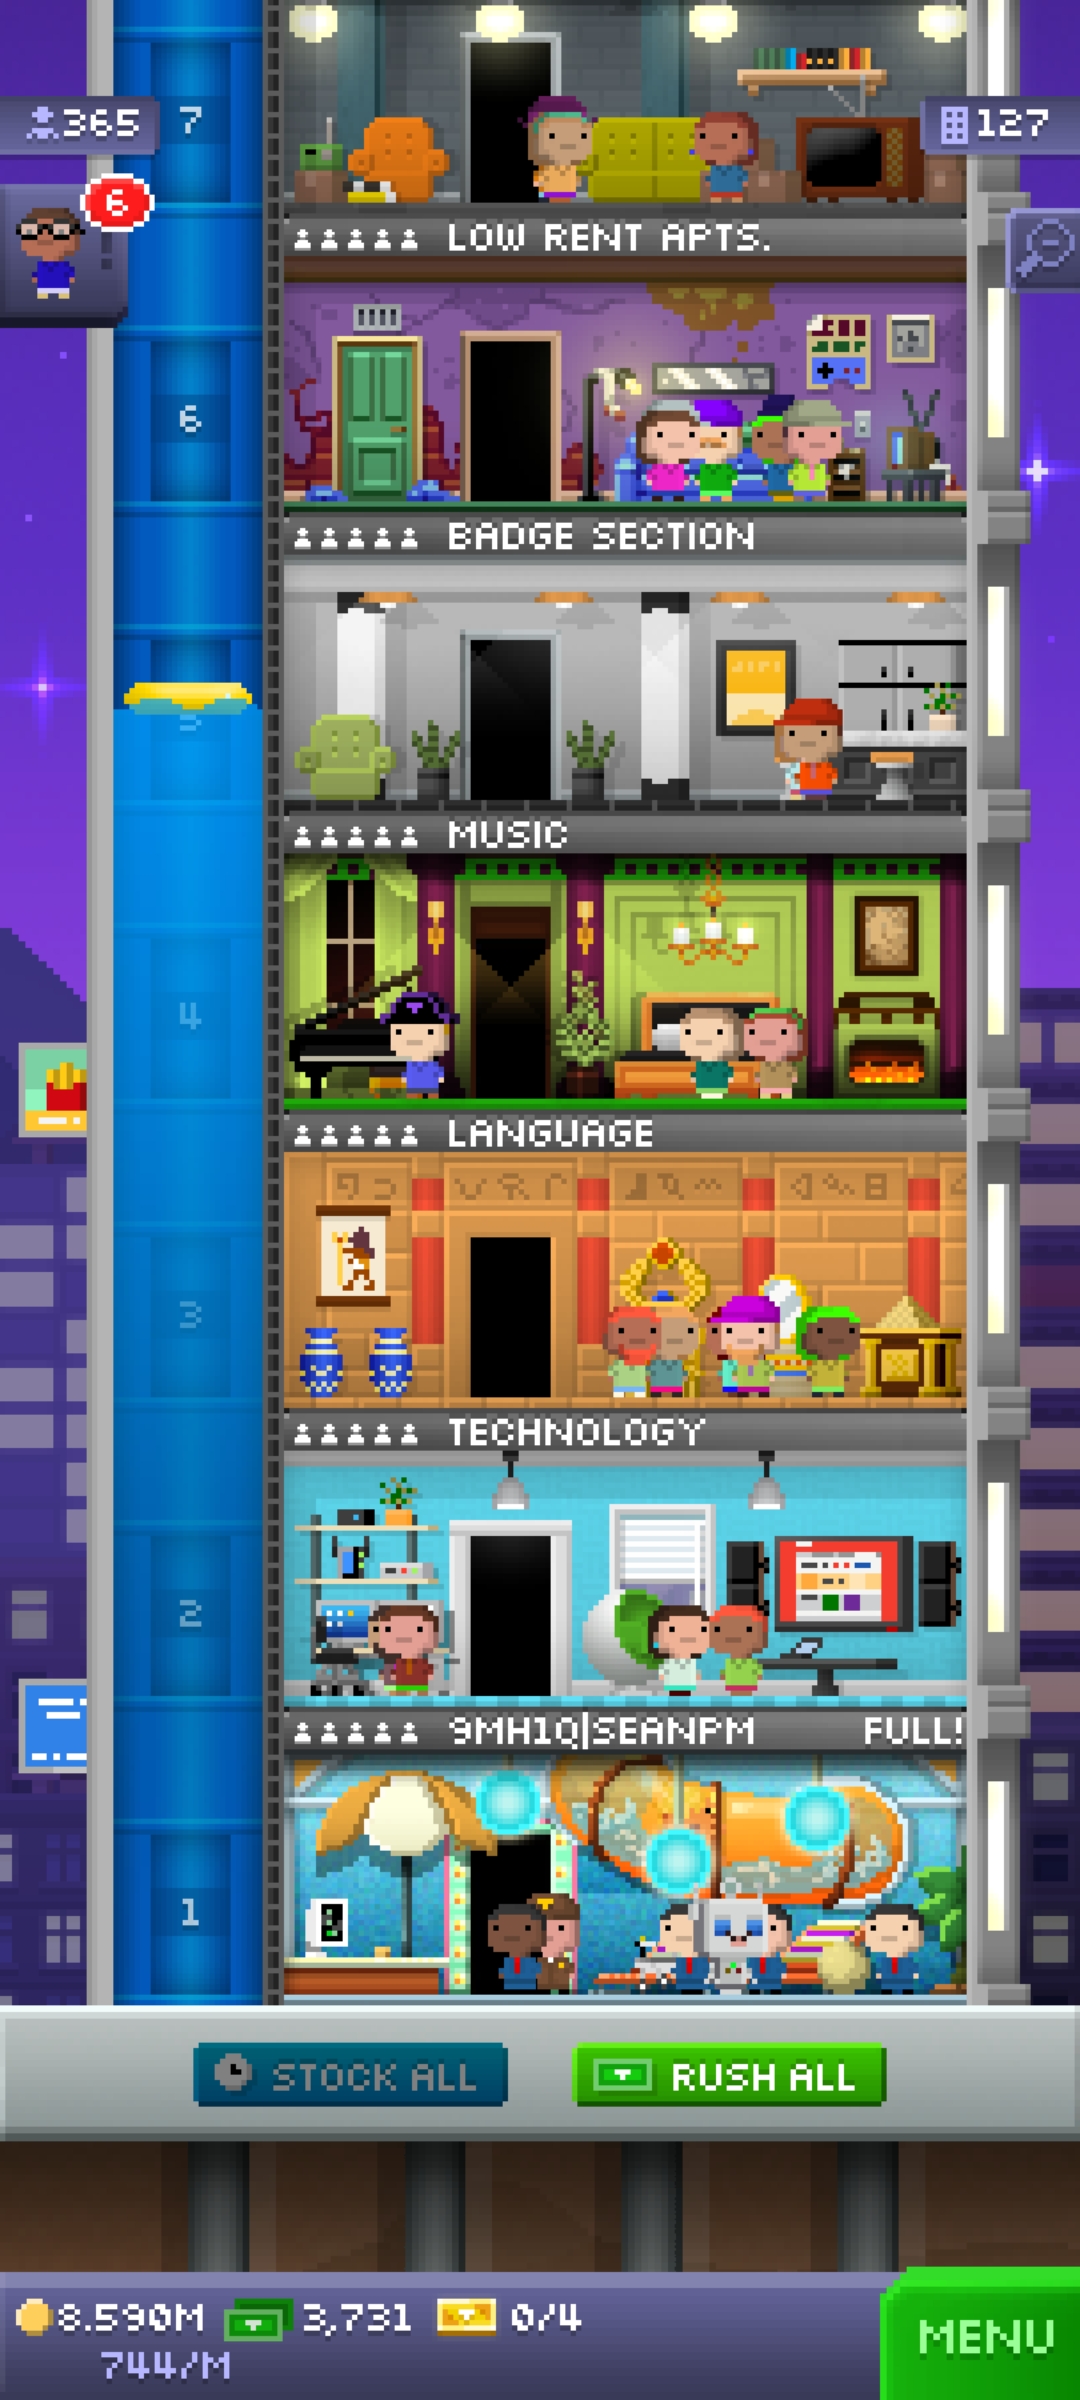 365
7
127
6
LOW RENT APTS.
6
BADGE SECTION
5
MUSIC
4
LANGUAGE
3
TECHNOLOGY
2
9MH1Q|SEANPM FULL!
1
STOCK ALL
RUSH ALL
8.590M
3,731
0/4
744/M
MENU